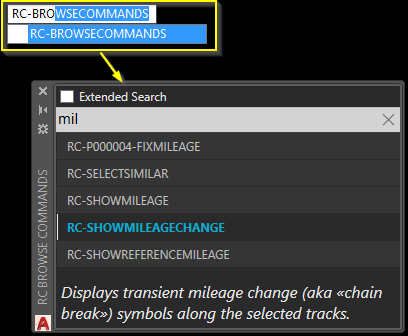 RC-BROWSECOMMANDS
RC-BROWSECOMMANDS
Extended Search
mil
RC-P000004-FIXMILEAGE
RC-SELECTSIMILAR
RC-SHOWMILEAGE
RC-SHOWMILEAGECHANGE
RC-SHOWREFERENCEMILEAGE
Displays transient mileage change (aka «chain
break») symbols along the selected tracks.
RC BROWSE COMMANDS
A